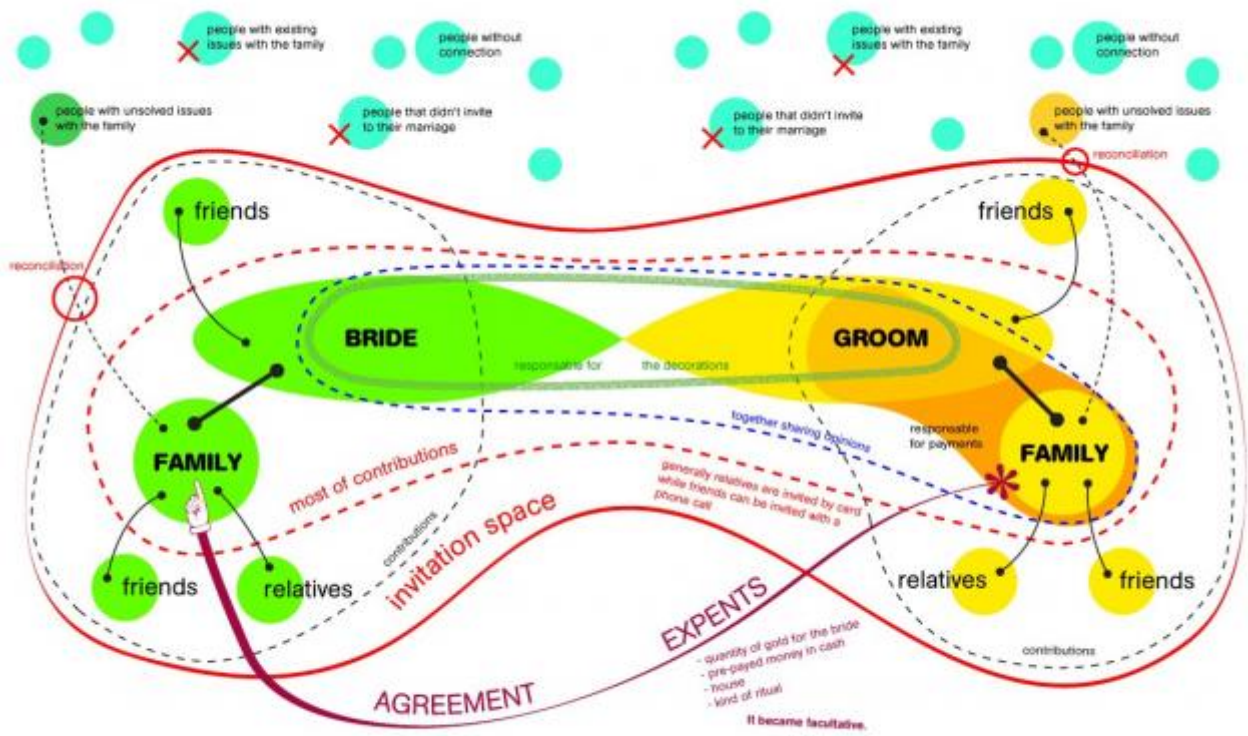 people with existing
issues with the family
people without
connection
people with existing
issues with the family
people without
connection
people with unsolved issues
with the family
people that didn't invite
to their marriage
people that didn't invite
to their marriage
people with unsolved issues
with the family
reconciliation
friends
friends
reconciliation
BRIDE
GROOM
responsable for
the decorations
together sharing opinions
responsable
for payments
FAMILY
FAMILY
most of contributions
generally relatives are invited by card
while friends can be invited with a
phone call
invitation space
contributions
friends
relatives
relatives
friends
EXPENTS
- quantity of gold for the bride
- pre-payed money in cash
- house
- kind of ritual
contributions
AGREEMENT
It became facultative.